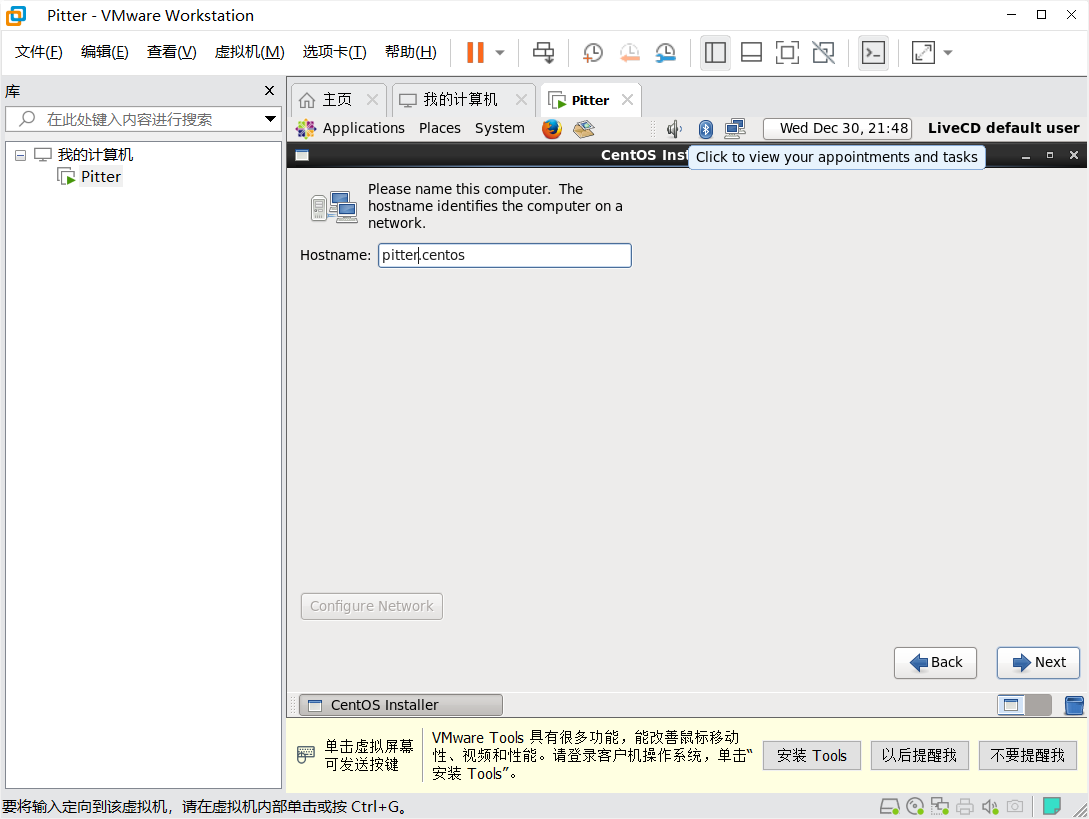 Pitter - VMware Workstation
文件(F) 编辑(E) 查看(V) 虚拟机(M) 选项卡(T) 帮助(H)
库
在此处键入内容进行搜索
我的计算机
Pitter
主页 我的计算机 Pitter
Applications Places System Wed Dec 30, 21:48 LiveCD default user
CentOS Inst
Click to view your appointments and tasks
Please name this computer. The
hostname identifies the computer on a
network.
Hostname: pitter.centos
Configure Network
Back Next
CentOS Installer
单击虚拟屏幕
可发送按键
VMware Tools 具有很多功能，能改善鼠标移动
性、视频和性能。请登录客户机操作系统，单击“
安装 Tools”。
安装 Tools 以后提醒我 不要提醒我
要将输入定向到该虚拟机，请在虚拟机内部单击或按 Ctrl+G。